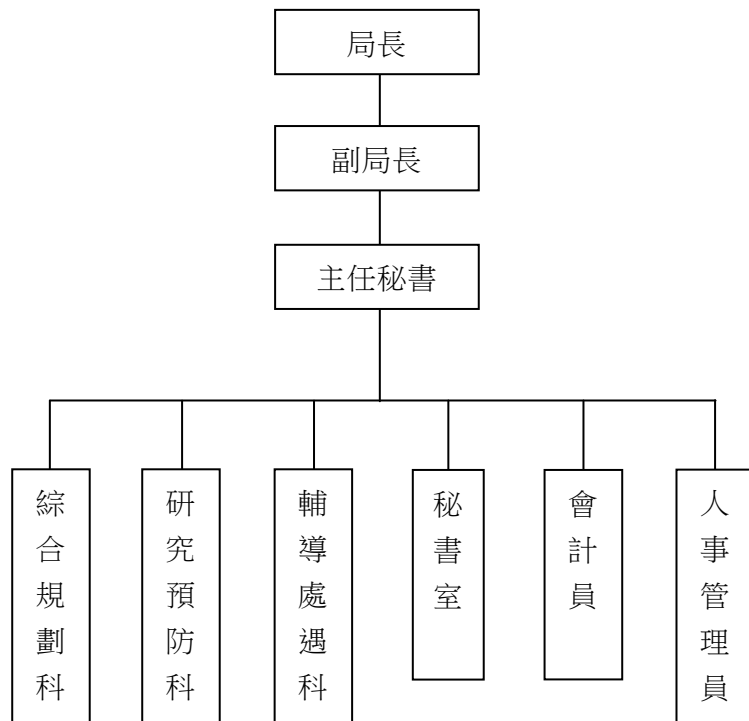 局長
副局長
主任秘書
綜合規劃科
研究預防科
輔導處遇科
秘書室
會計員
人事管理員